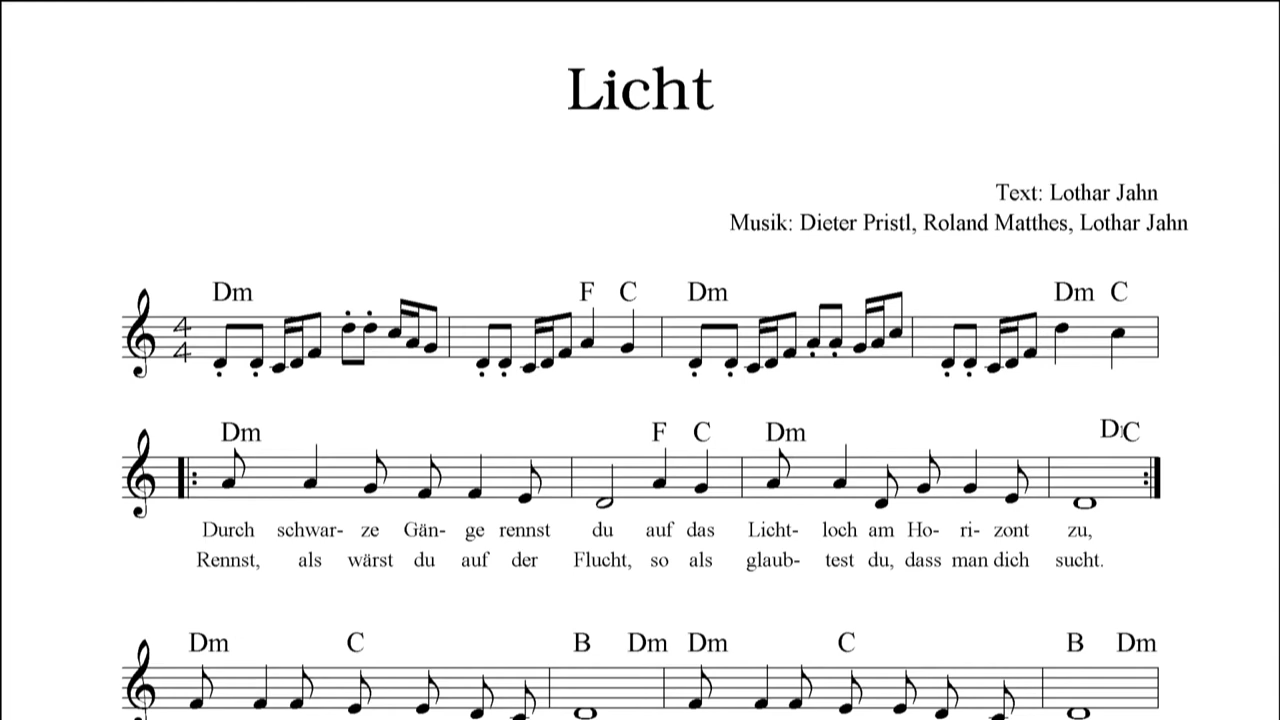 Licht
Text: Lothar Jahn
Musik: Dieter Pristl, Roland Matthes, Lothar Jahn
Dm F C Dm Dm C
4
4
Dm F C Dm D C
Durch schwar- ze Gän- ge rennst du auf das Licht- loch am Ho- ri- zont zu,
Rennst, als wärst du auf der Flucht, so als glaub- test du, dass man dich sucht.
Dm C B Dm Dm C B Dm